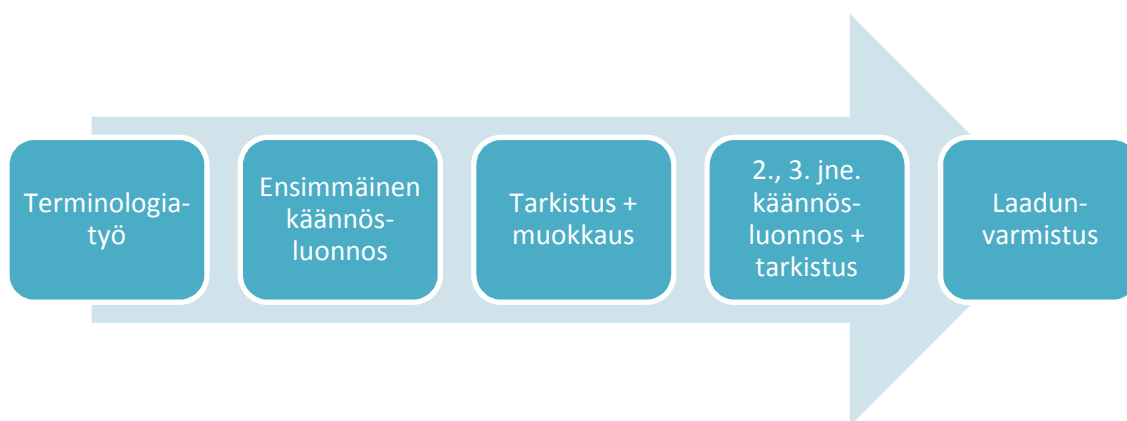 Terminologia-
työ
Ensimmäinen
käännös-
luonnos
Tarkistus +
muokkaus
2., 3. jne.
käännös-
luonnos +
tarkistus
Laadun-
varmistus